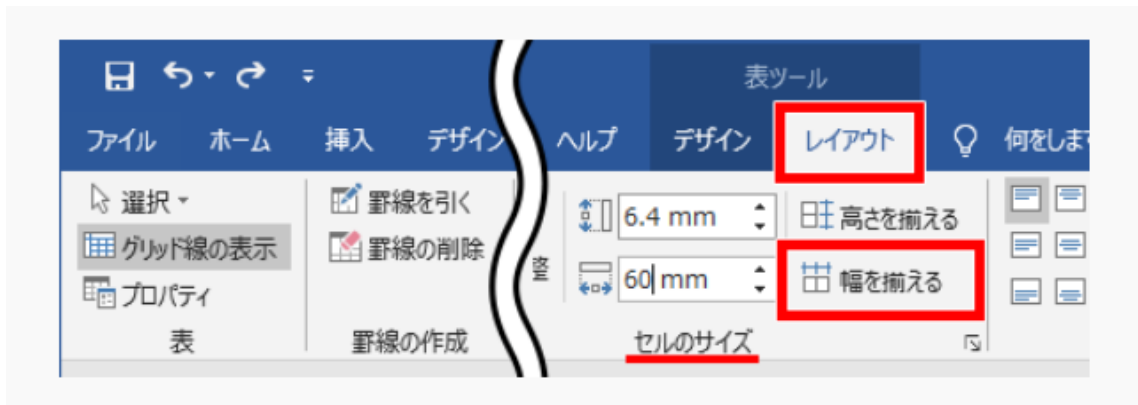 表ツール
ファイル ホーム 挿入 デザイン ヘルプ デザイン レイアウト 何をしま
選択 罫線を引く 6.4 mm 高さを揃える
グリッド線の表示 罫線の削除 60 mm 幅を揃える
プロパティ
表 罫線の作成 セルのサイズ